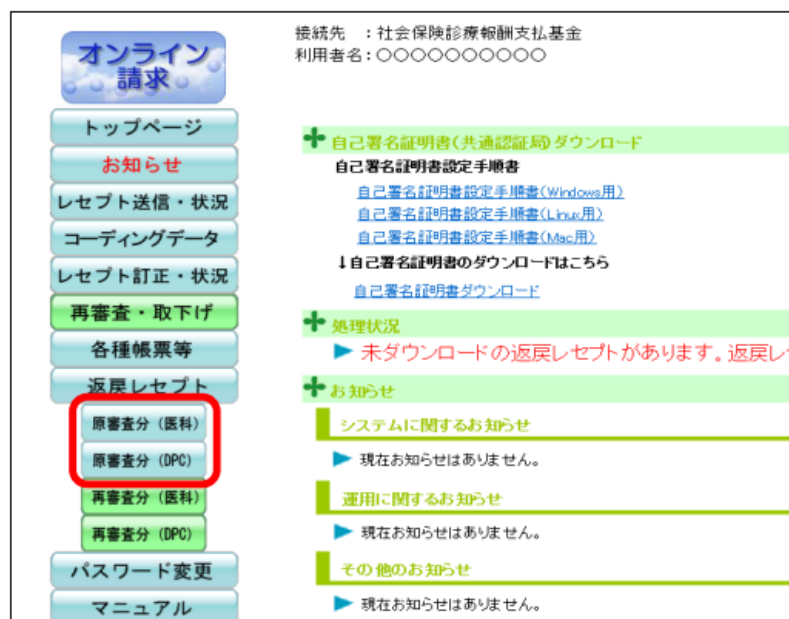 オンライン
請求
トップページ
お知らせ
レセプト送信・状況
コーディングデータ
レセプト訂正・状況
再審査・取下げ
各種帳票等
返戻レセプト
原審査分（医科）
原審査分（DPC）
再審査分（医科）
再審査分（DPC）
パスワード変更
マニュアル
接続先　：社会保険診療報酬支払基金
利用者名：○○○○○○○○○○
自己署名証明書（共通認証局）ダウンロード
自己署名証明書設定手順書
自己署名証明書設定手順書（Windows用）
自己署名証明書設定手順書（Linux用）
自己署名証明書設定手順書（Mac用）
↓自己署名証明書のダウンロードはこちら
自己署名証明書ダウンロード
処理状況
未ダウンロードの返戻レセプトがあります。返戻レ
お知らせ
システムに関するお知らせ
現在お知らせはありません。
運用に関するお知らせ
現在お知らせはありません。
その他のお知らせ
現在お知らせはありません。